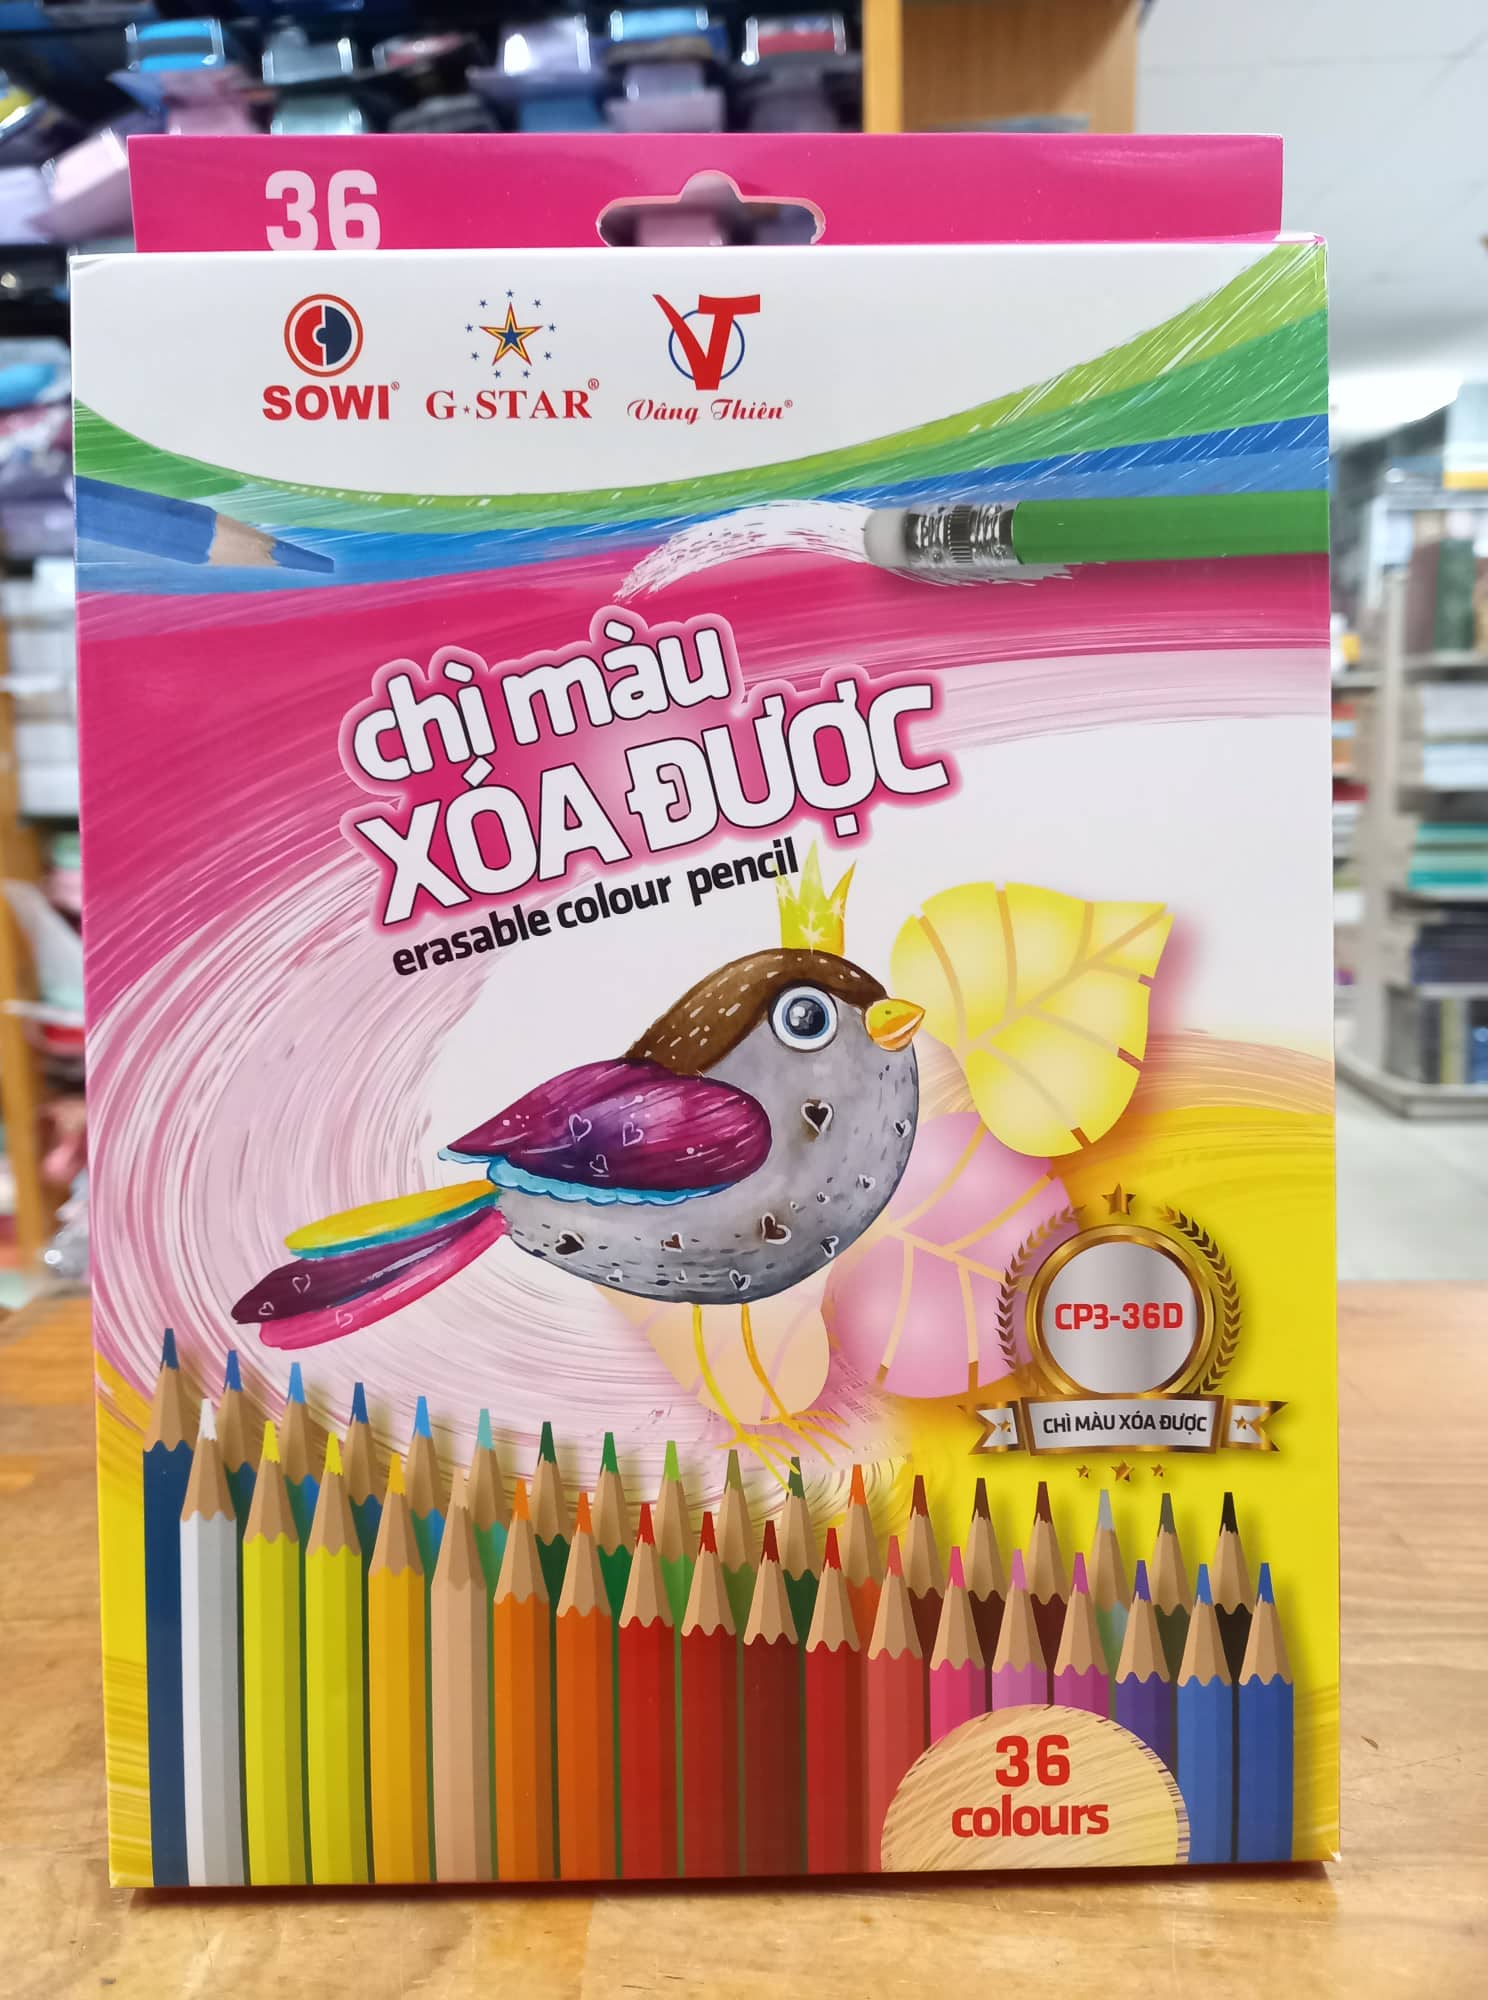 36
SOWI®
G★STAR®
VT
Vâng Thiên®
chì màu
XÓA ĐƯỢC
erasable colour pencil
CP3-36D
CHÌ MÀU XÓA ĐƯỢC
36
colours